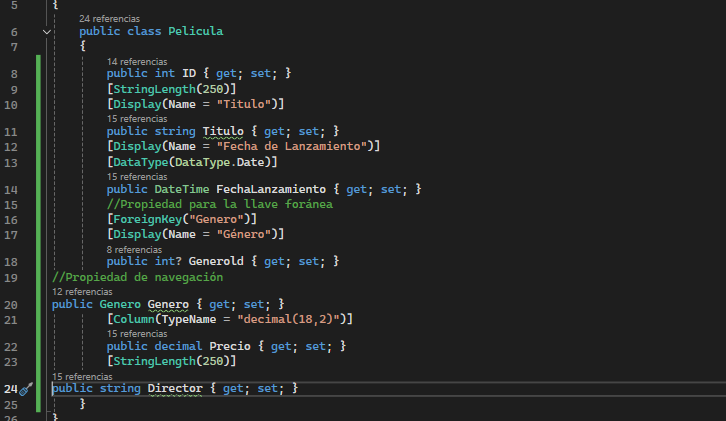 5 {
24 referencias
6 public class Pelicula
7 {
14 referencias
8 public int ID { get; set; }
9 [StringLength(250)]
10 [Display(Name = "Titulo")]
15 referencias
11 public string Titulo { get; set; }
12 [Display(Name = "Fecha de Lanzamiento")]
13 [DataType(DataType.Date)]
15 referencias
14 public DateTime FechaLanzamiento { get; set; }
15 //Propiedad para la llave foránea
16 [ForeignKey("Genero")]
17 [Display(Name = "Género")]
8 referencias
18 public int? GeneroId { get; set; }
19 //Propiedad de navegación
12 referencias
20 public Genero Genero { get; set; }
21 [Column(TypeName = "decimal(18,2)")]
15 referencias
22 public decimal Precio { get; set; }
23 [StringLength(250)]
15 referencias
24 public string Director { get; set; }
25 }
26 }